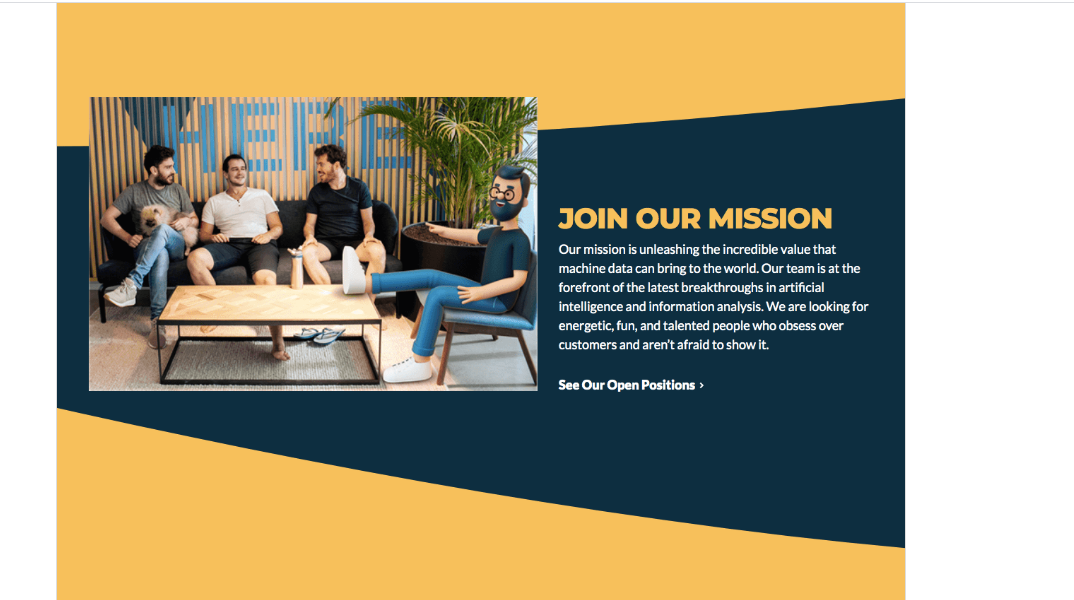 HERE
JOIN OUR MISSION
Our mission is unleashing the incredible value that
machine data can bring to the world. Our team is at the
forefront of the latest breakthroughs in artificial
intelligence and information analysis. We are looking for
energetic, fun, and talented people who obsess over
customers and aren't afraid to show it.
See Our Open Positions ›